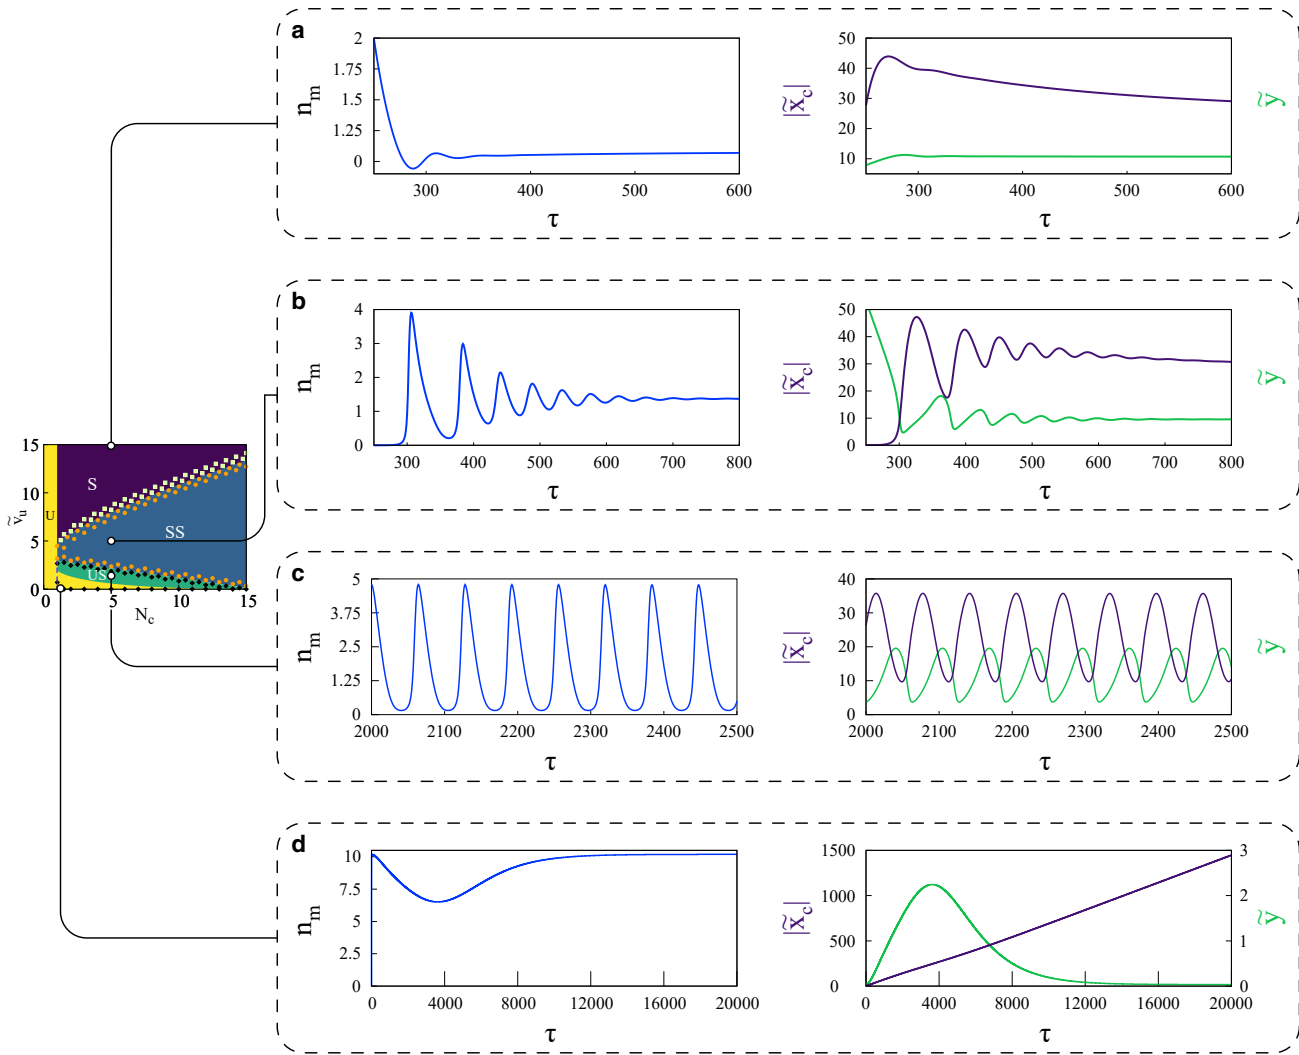 a
2
1.75
1.5
1.25
1
0
n_m
300 400 500 600
τ
50
40
30
20
10
|x̃_c|
ỹ
300 400 500 600
τ
b
4
3
2
1
0
n_m
300 400 500 600 700 800
τ
50
40
30
20
10
0
|x̃_c|
ỹ
300 400 500 600 700 800
τ
15
10
5
0
ṽ_u
U
S
SS
US
0 5 10 15
N_c
c
5
3.75
2.5
1.25
0
n_m
2000 2100 2200 2300 2400 2500
τ
40
30
20
10
0
|x̃_c|
ỹ
2000 2100 2200 2300 2400 2500
τ
d
10
7.5
5
2.5
0
n_m
0 4000 8000 12000 16000 20000
τ
1500
1000
500
0
|x̃_c|
3
2
1
0
ỹ
0 4000 8000 12000 16000 20000
τ